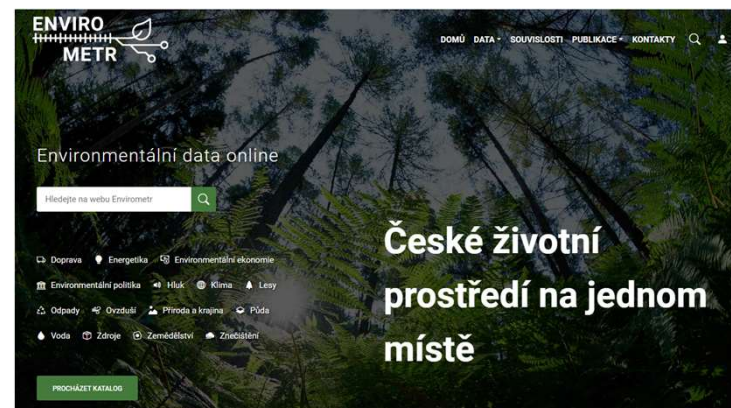 ENVIRO
METR
DOMŮ DATA SOUVISLOSTI PUBLIKACE KONTAKTY
Environmentální data online
Hledejte na webu Envirometr
České životní
prostředí na jednom
místě
Doprava Energetika Environmentální ekonomie
Environmentální politika Hluk Klima Lesy
Odpady Ovzduší Příroda a krajina Půda
Voda Zdroje Zemědělství Znečištění
PROCHÁZET KATALOG